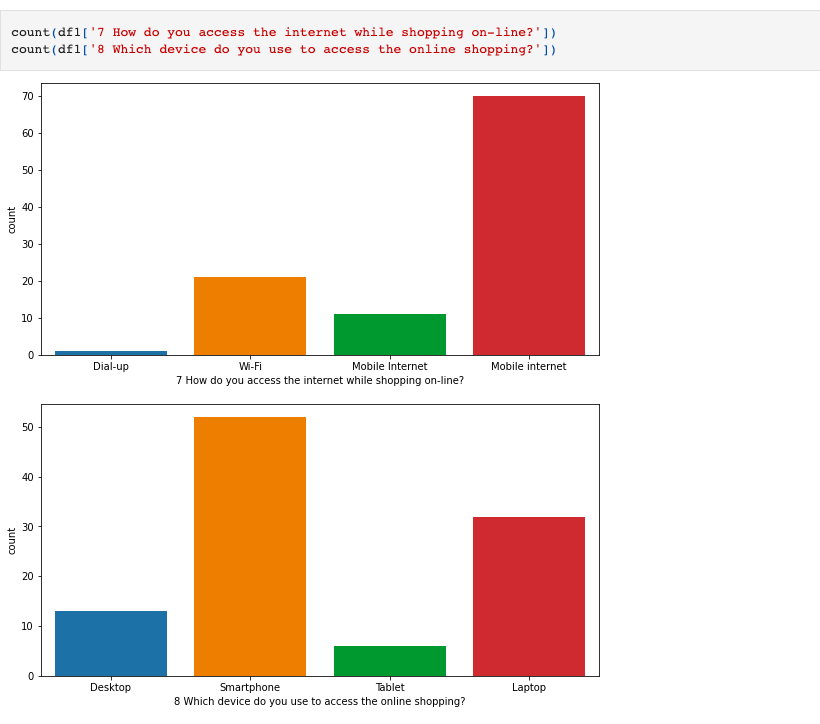 count(df1['7 How do you access the internet while shopping on-line?'])
count(df1['8 Which device do you use to access the online shopping?'])
70
60
50
40
30
20
10
0
count
Dial-up Wi-Fi Mobile Internet Mobile internet
7 How do you access the internet while shopping on-line?
50
40
30
20
10
0
count
Desktop Smartphone Tablet Laptop
8 Which device do you use to access the online shopping?